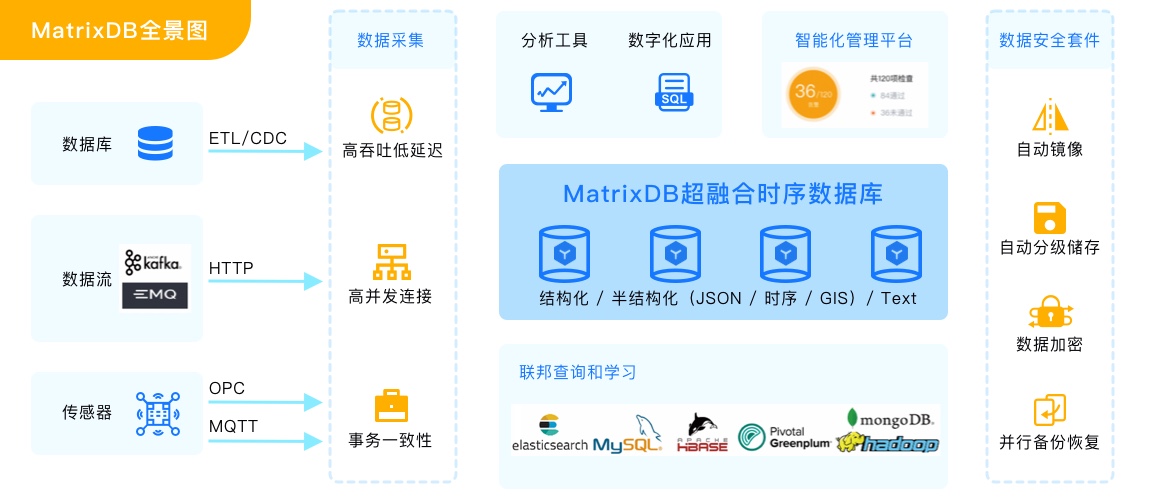 MatrixDB全景图
数据库
ETL/CDC
数据流
kafka
EMQ
HTTP
传感器
OPC
MQTT
数据采集
高吞吐低延迟
高并发连接
事务一致性
分析工具
数字化应用
SQL
智能化管理平台
36/120
共120项检查
84通过
36未通过
MatrixDB超融合时序数据库
结构化 / 半结构化（JSON / 时序 / GIS）/ Text
联邦查询和学习
elasticsearch
MySQL
APACHE
HBASE
Pivotal
Greenplum
mongoDB
hadoop
数据安全套件
自动镜像
自动分级储存
数据加密
并行备份恢复